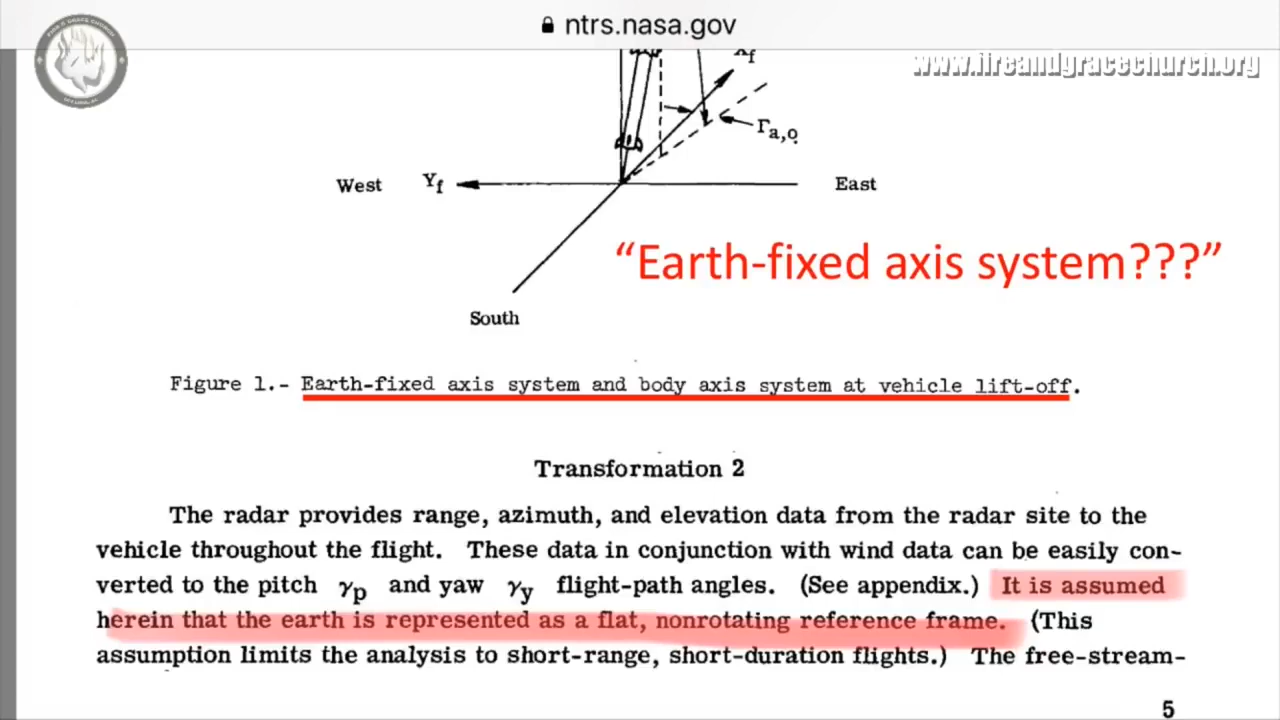 ntrs.nasa.gov
www.fireandgracechurch.org
Xf
Γa,o
West Yf East
“Earth-fixed axis system???”
South
Figure 1.- Earth-fixed axis system and body axis system at vehicle lift-off.
Transformation 2
The radar provides range, azimuth, and elevation data from the radar site to the
vehicle throughout the flight. These data in conjunction with wind data can be easily con-
verted to the pitch γp and yaw γy flight-path angles. (See appendix.) It is assumed
herein that the earth is represented as a flat, nonrotating reference frame. (This
assumption limits the analysis to short-range, short-duration flights.) The free-stream-
5